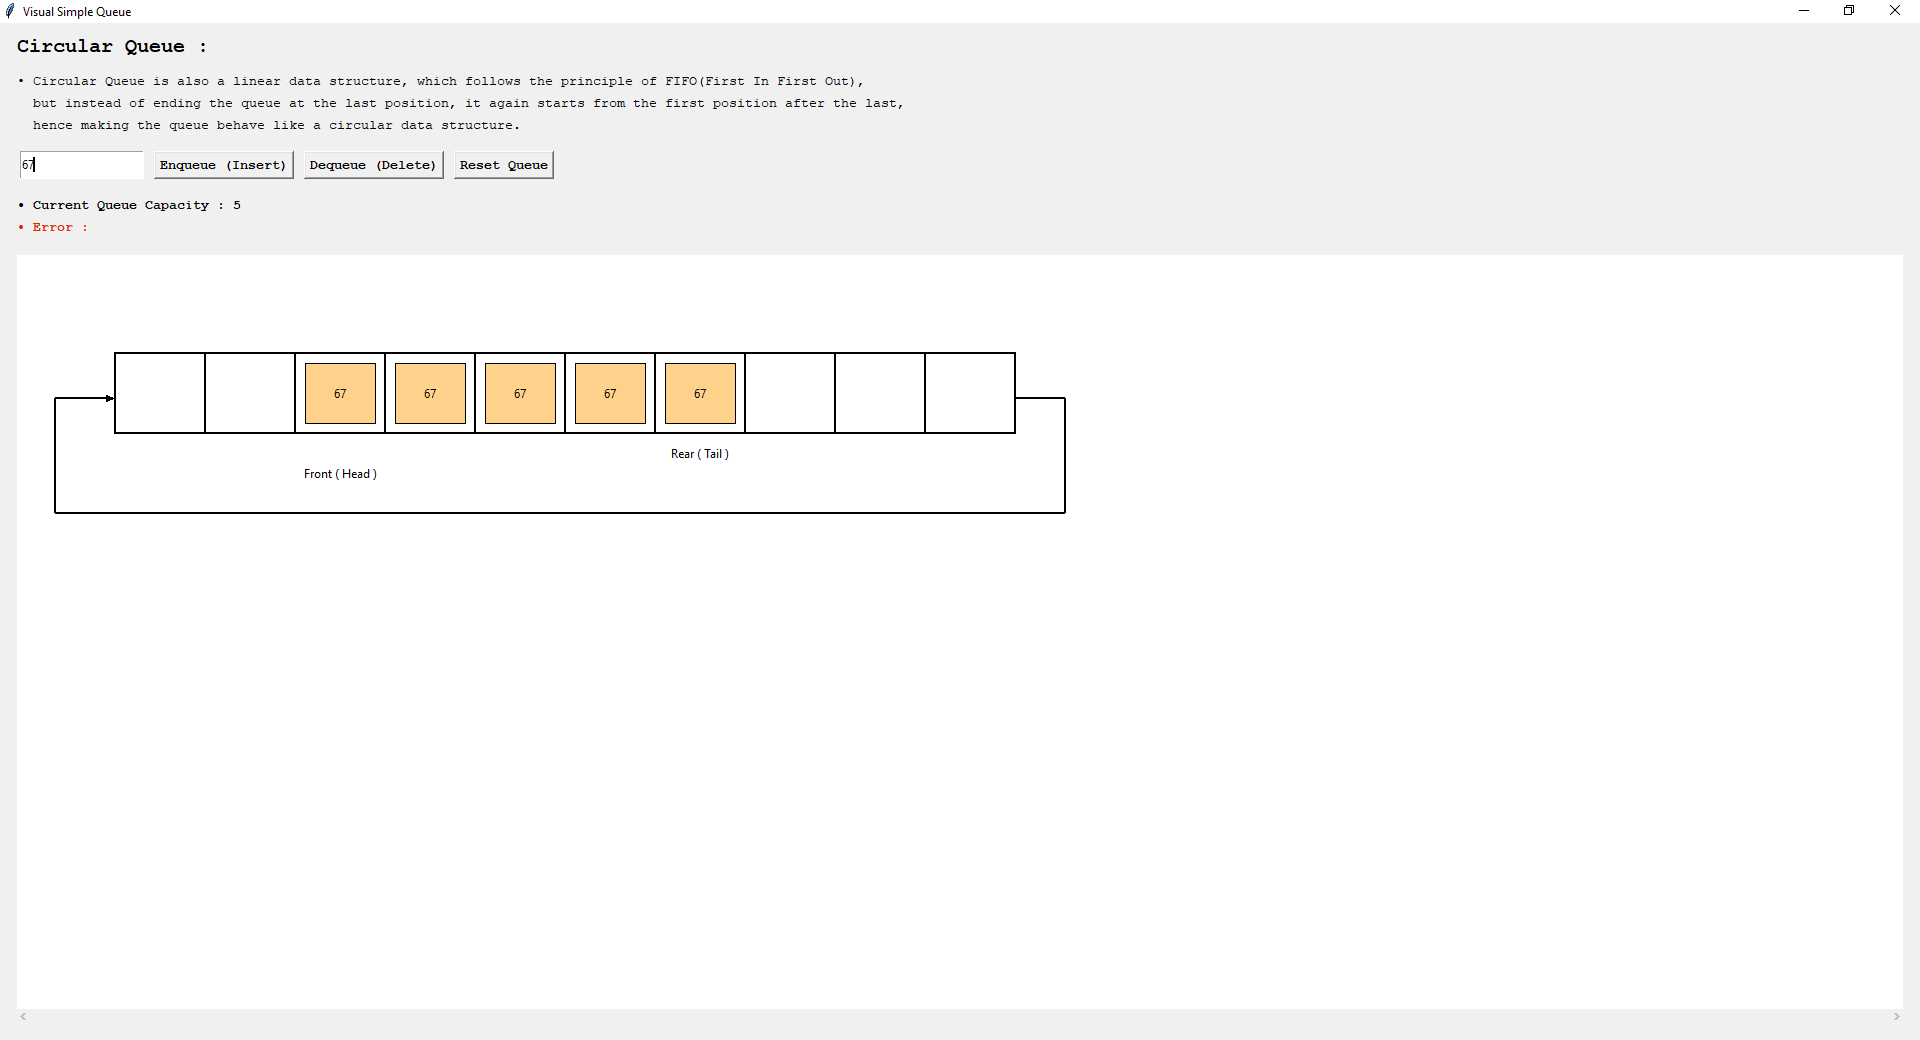 Visual Simple Queue
Circular Queue :
• Circular Queue is also a linear data structure, which follows the principle of FIFO(First In First Out),
but instead of ending the queue at the last position, it again starts from the first position after the last,
hence making the queue behave like a circular data structure.
67 Enqueue (Insert) Dequeue (Delete) Reset Queue
• Current Queue Capacity : 5
• Error :
67 67 67 67 67
Rear ( Tail )
Front ( Head )